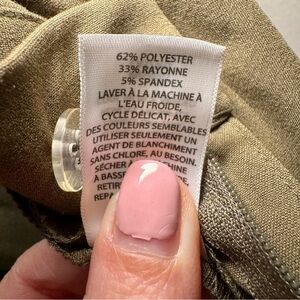 62% POLYESTER
33% RAYONNE
5% SPANDEX
LAVER À LA MACHINE À
L'EAU FROIDE,
CYCLE DÉLICAT, AVEC
DES COULEURS SEMBLABLES
UTILISER SEULEMENT UN
AGENT DE BLANCHIMENT
SANS CHLORE, AU BESOIN.
SÉCHER À
A BASSE
RETIR
REPA